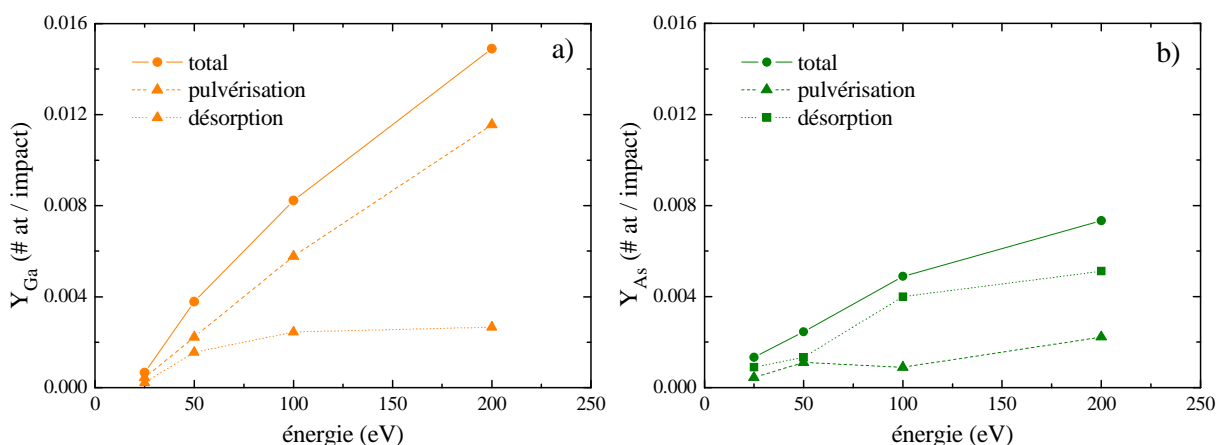 a)
total
pulvérisation
désorption
0.016
0.012
0.008
0.004
0.000
Y_Ga (# at / impact)
0 50 100 150 200 250
énergie (eV)
b)
total
pulvérisation
désorption
0.016
0.012
0.008
0.004
0.000
Y_As (# at / impact)
0 50 100 150 200 250
énergie (eV)